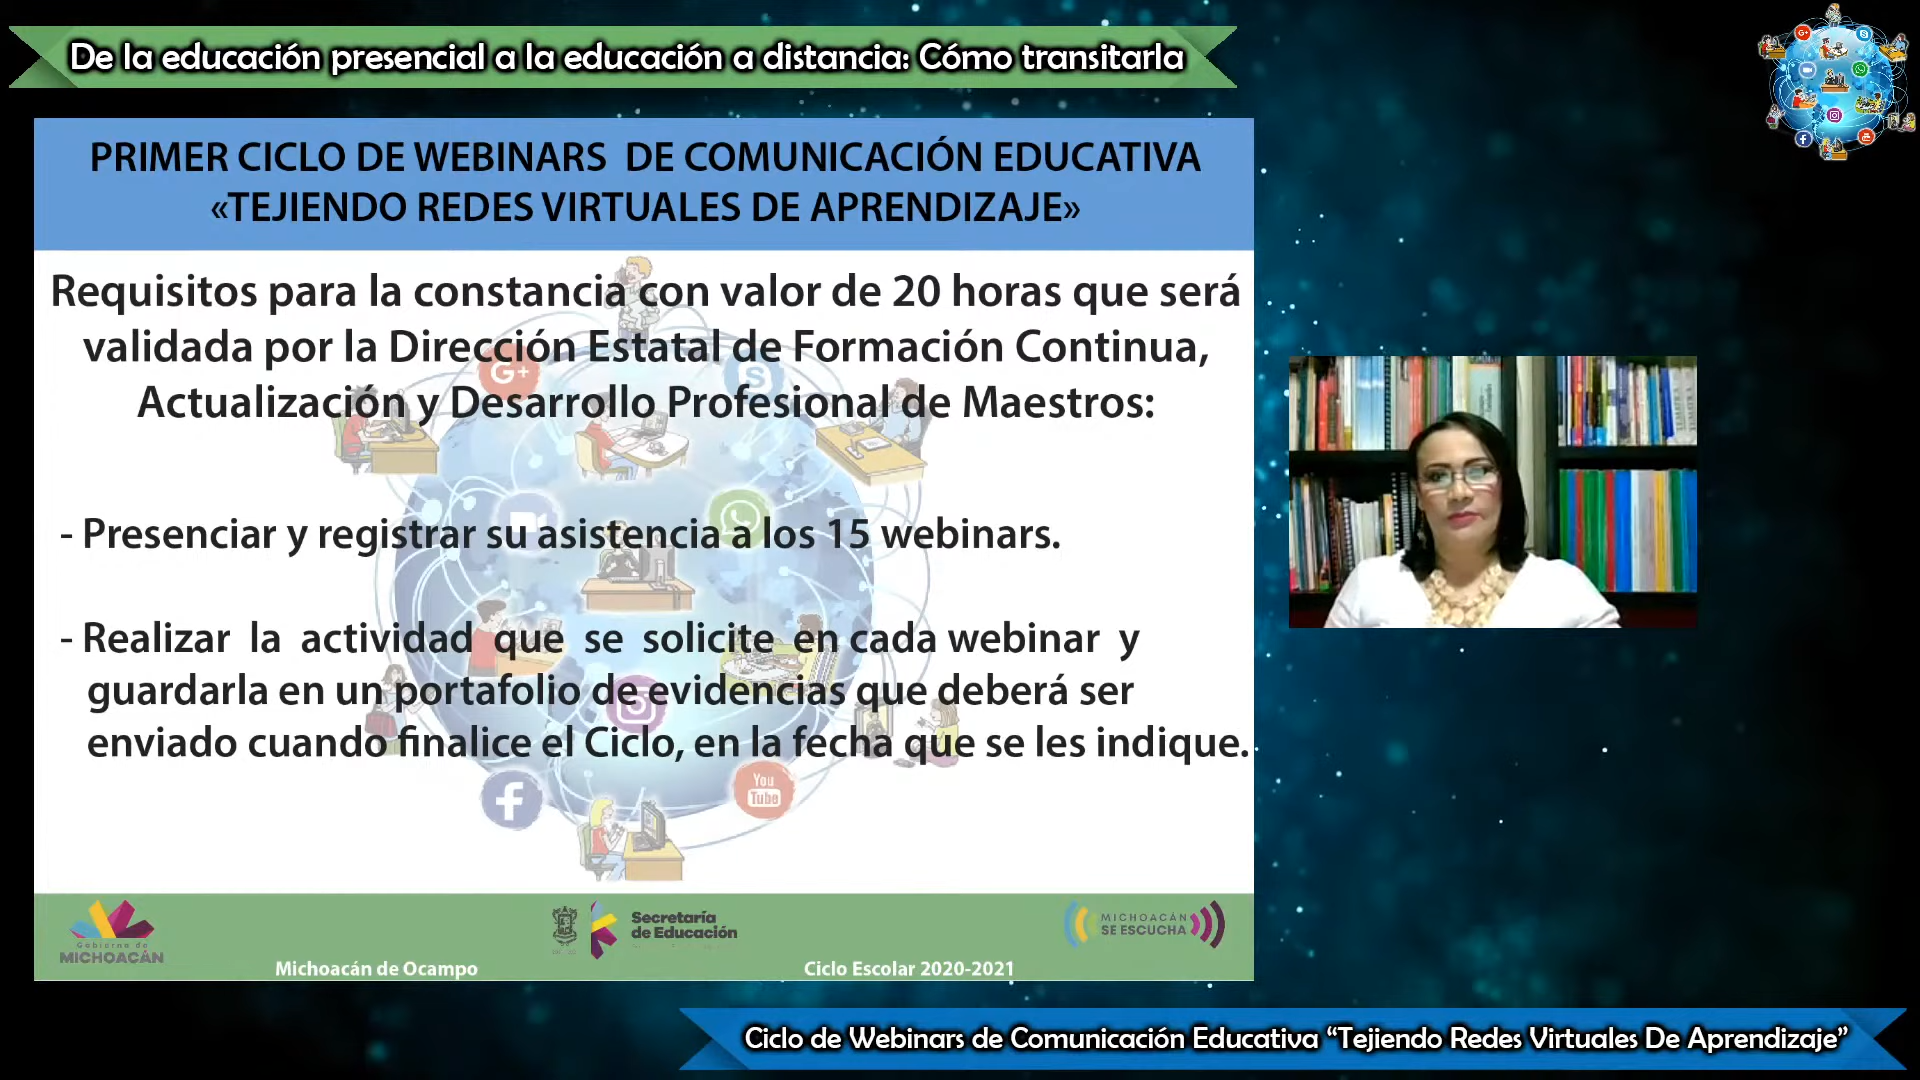 De la educación presencial a la educación a distancia: Cómo transitarla
PRIMER CICLO DE WEBINARS DE COMUNICACIÓN EDUCATIVA
«TEJIENDO REDES VIRTUALES DE APRENDIZAJE»
Requisitos para la constancia con valor de 20 horas que será
validada por la Dirección Estatal de Formación Continua,
Actualización y Desarrollo Profesional de Maestros:
- Presenciar y registrar su asistencia a los 15 webinars.
- Realizar la actividad que se solicite en cada webinar y
guardarla en un portafolio de evidencias que deberá ser
enviado cuando finalice el Ciclo, en la fecha que se les indique.
G+
S
f
You
Tube
Gobierno de
MICHOACÁN
Secretaría
de Educación
MICHOACÁN
SE ESCUCHA
Michoacán de Ocampo
Ciclo Escolar 2020-2021
Ciclo de Webinars de Comunicación Educativa “Tejiendo Redes Virtuales De Aprendizaje”